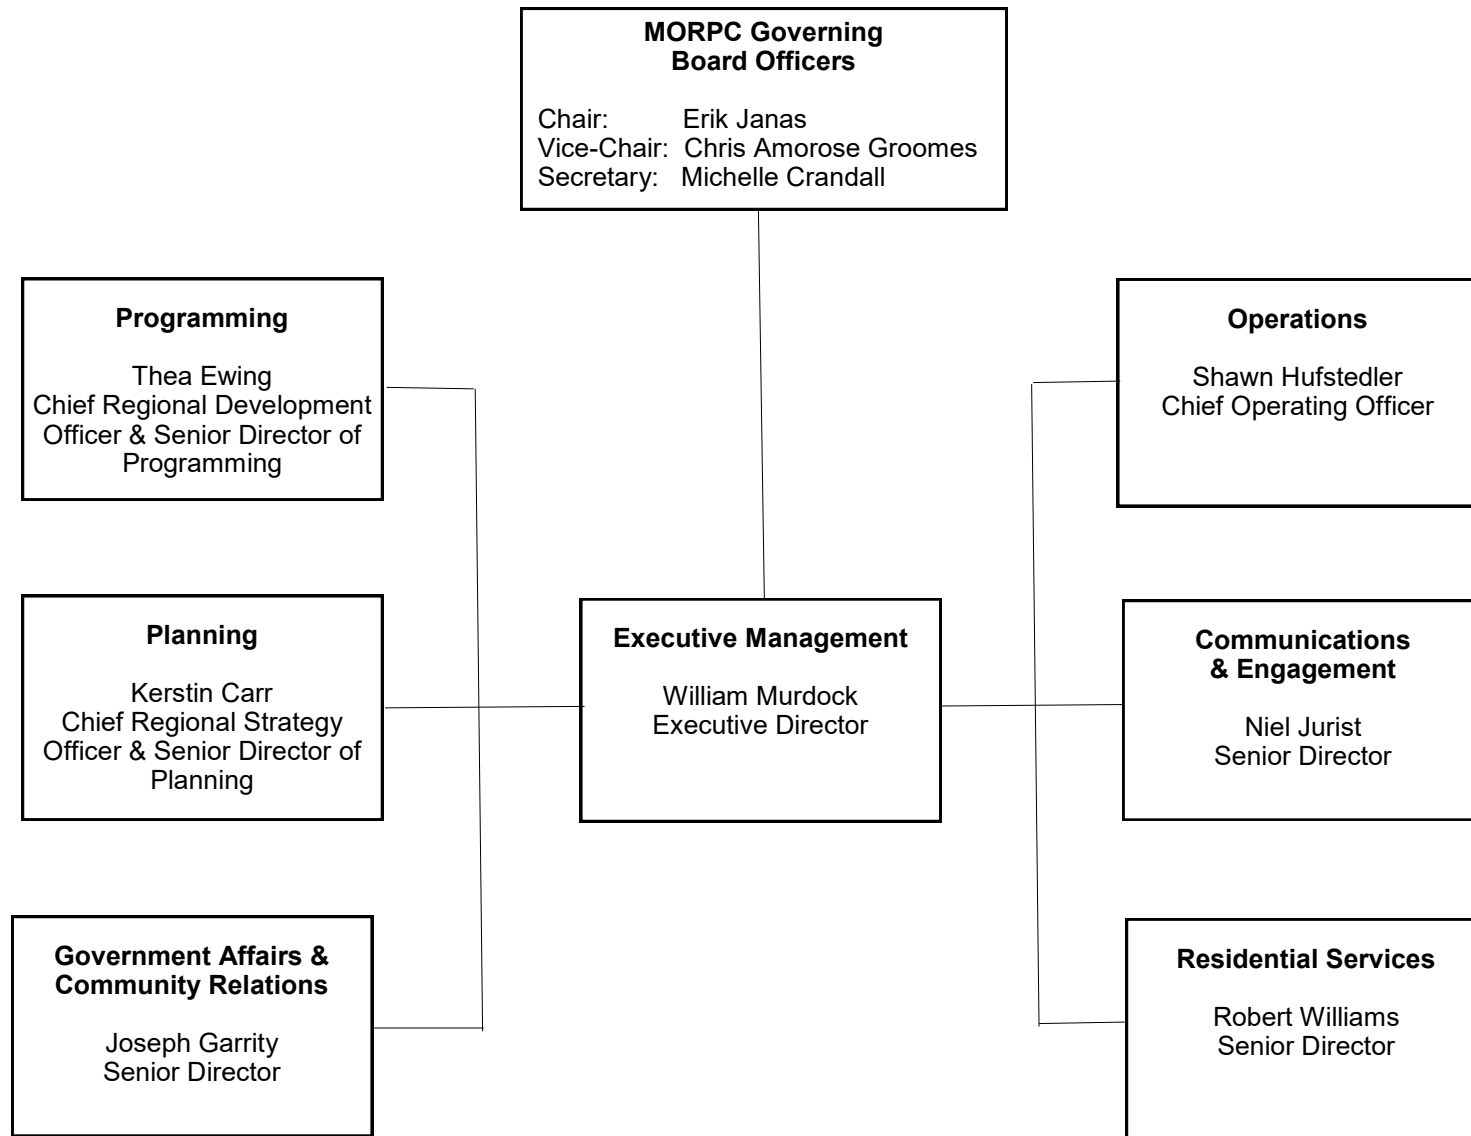 MORPC Governing
Board Officers
Chair: Erik Janas
Vice-Chair: Chris Amorose Groomes
Secretary: Michelle Crandall
Programming
Thea Ewing
Chief Regional Development
Officer & Senior Director of
Programming
Operations
Shawn Hufstedler
Chief Operating Officer
Planning
Kerstin Carr
Chief Regional Strategy
Officer & Senior Director of
Planning
Executive Management
William Murdock
Executive Director
Communications
& Engagement
Niel Jurist
Senior Director
Government Affairs &
Community Relations
Joseph Garrity
Senior Director
Residential Services
Robert Williams
Senior Director